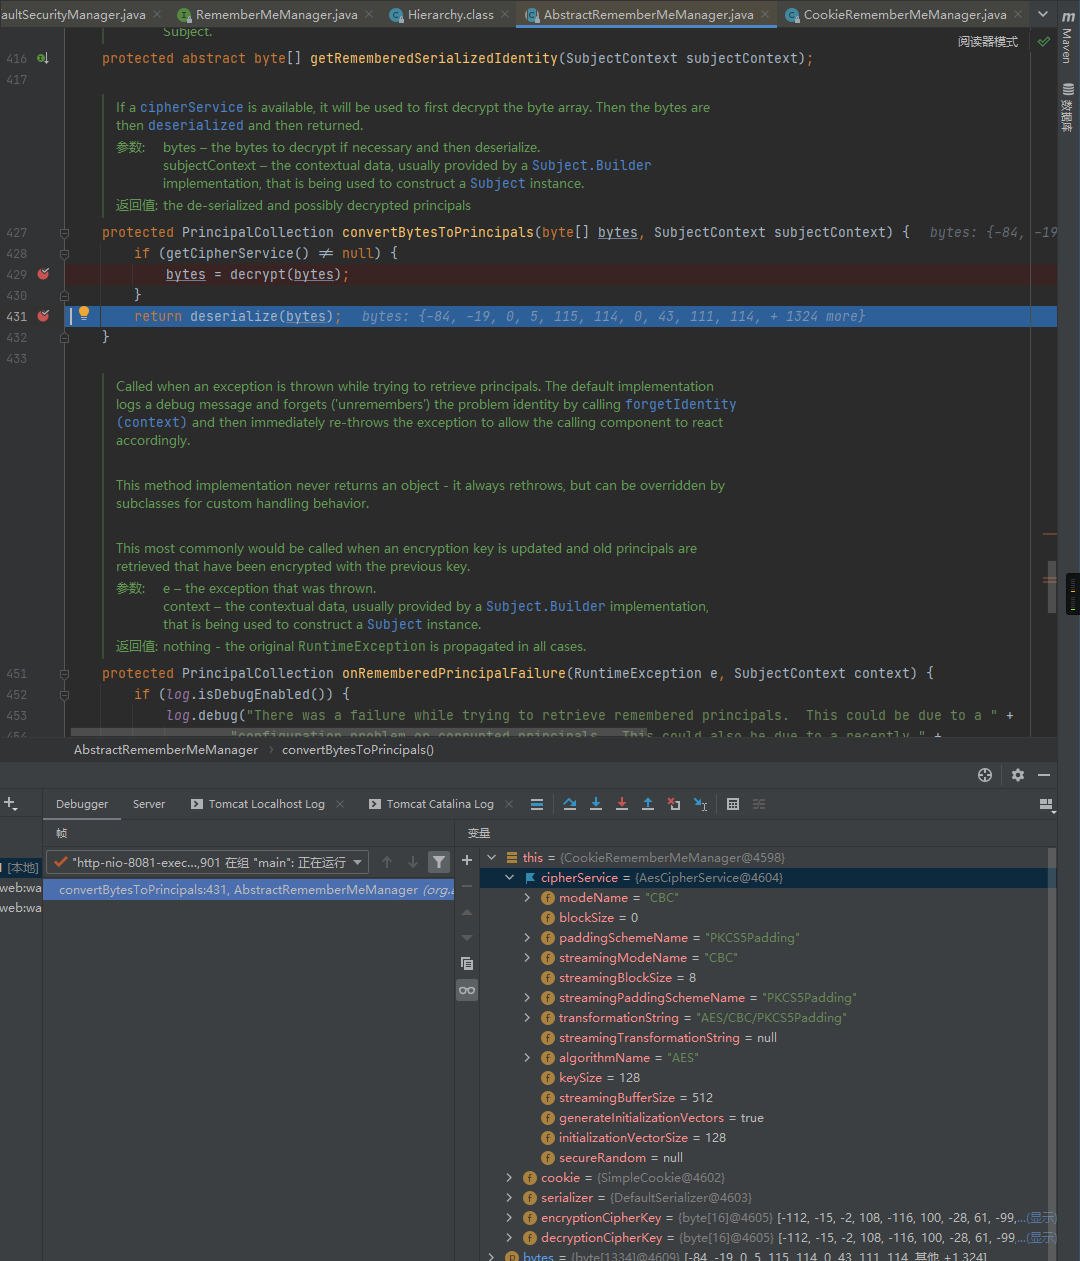 aultSecurityManager.java RememberMeManager.java Hierarchy.class AbstractRememberMeManager.java CookieRememberMeManager.java
Subject.
阅读器模式
416 protected abstract byte[] getRememberedSerializedIdentity(SubjectContext subjectContext);
417
If a cipherService is available, it will be used to first decrypt the byte array. Then the bytes are
then deserialized and then returned.
参数: bytes – the bytes to decrypt if necessary and then deserialize.
subjectContext – the contextual data, usually provided by a Subject.Builder
implementation, that is being used to construct a Subject instance.
返回值: the de-serialized and possibly decrypted principals
427 protected PrincipalCollection convertBytesToPrincipals(byte[] bytes, SubjectContext subjectContext) { bytes: {-84, -19
428 if (getCipherService() ≠ null) {
429 bytes = decrypt(bytes);
430 }
431 return deserialize(bytes); bytes: {-84, -19, 0, 5, 115, 114, 0, 43, 111, 114, + 1324 more}
432 }
433
Called when an exception is thrown while trying to retrieve principals. The default implementation
logs a debug message and forgets ('unremembers') the problem identity by calling forgetIdentity
(context) and then immediately re-throws the exception to allow the calling component to react
accordingly.
This method implementation never returns an object - it always rethrows, but can be overridden by
subclasses for custom handling behavior.
This most commonly would be called when an encryption key is updated and old principals are
retrieved that have been encrypted with the previous key.
参数: e – the exception that was thrown.
context – the contextual data, usually provided by a Subject.Builder implementation,
that is being used to construct a Subject instance.
返回值: nothing - the original RuntimeException is propagated in all cases.
451 protected PrincipalCollection onRememberedPrincipalFailure(RuntimeException e, SubjectContext context) {
452 if (log.isDebugEnabled()) {
453 log.debug("There was a failure while trying to retrieve remembered principals.  This could be due to a " +
454 "configuration problem or corrupted principals.  This could also be due to a recently " +
m Maven
数据库
AbstractRememberMeManager › convertBytesToPrincipals()
Debugger Server Tomcat Localhost Log Tomcat Catalina Log
帧
变量
[本地]
web:wa
web:wa
"http-nio-8081-exec...,901 在组 "main": 正在运行
convertBytesToPrincipals:431, AbstractRememberMeManager (org.a
this = {CookieRememberMeManager@4598}
cipherService = {AesCipherService@4604}
modeName = "CBC"
blockSize = 0
paddingSchemeName = "PKCS5Padding"
streamingModeName = "CBC"
streamingBlockSize = 8
streamingPaddingSchemeName = "PKCS5Padding"
transformationString = "AES/CBC/PKCS5Padding"
streamingTransformationString = null
algorithmName = "AES"
keySize = 128
streamingBufferSize = 512
generateInitializationVectors = true
initializationVectorSize = 128
secureRandom = null
cookie = {SimpleCookie@4602}
serializer = {DefaultSerializer@4603}
encryptionCipherKey = {byte[16]@4605} [-112, -15, -2, 108, -116, 100, -28, 61, -99,...(显示
decryptionCipherKey = {byte[16]@4605} [-112, -15, -2, 108, -116, 100, -28, 61, -99,...(显示
bytes = {byte[1334]@4609} [-84, -19, 0, 5, 115, 114, 0, 43, 111, 114, 其他 +1,324]